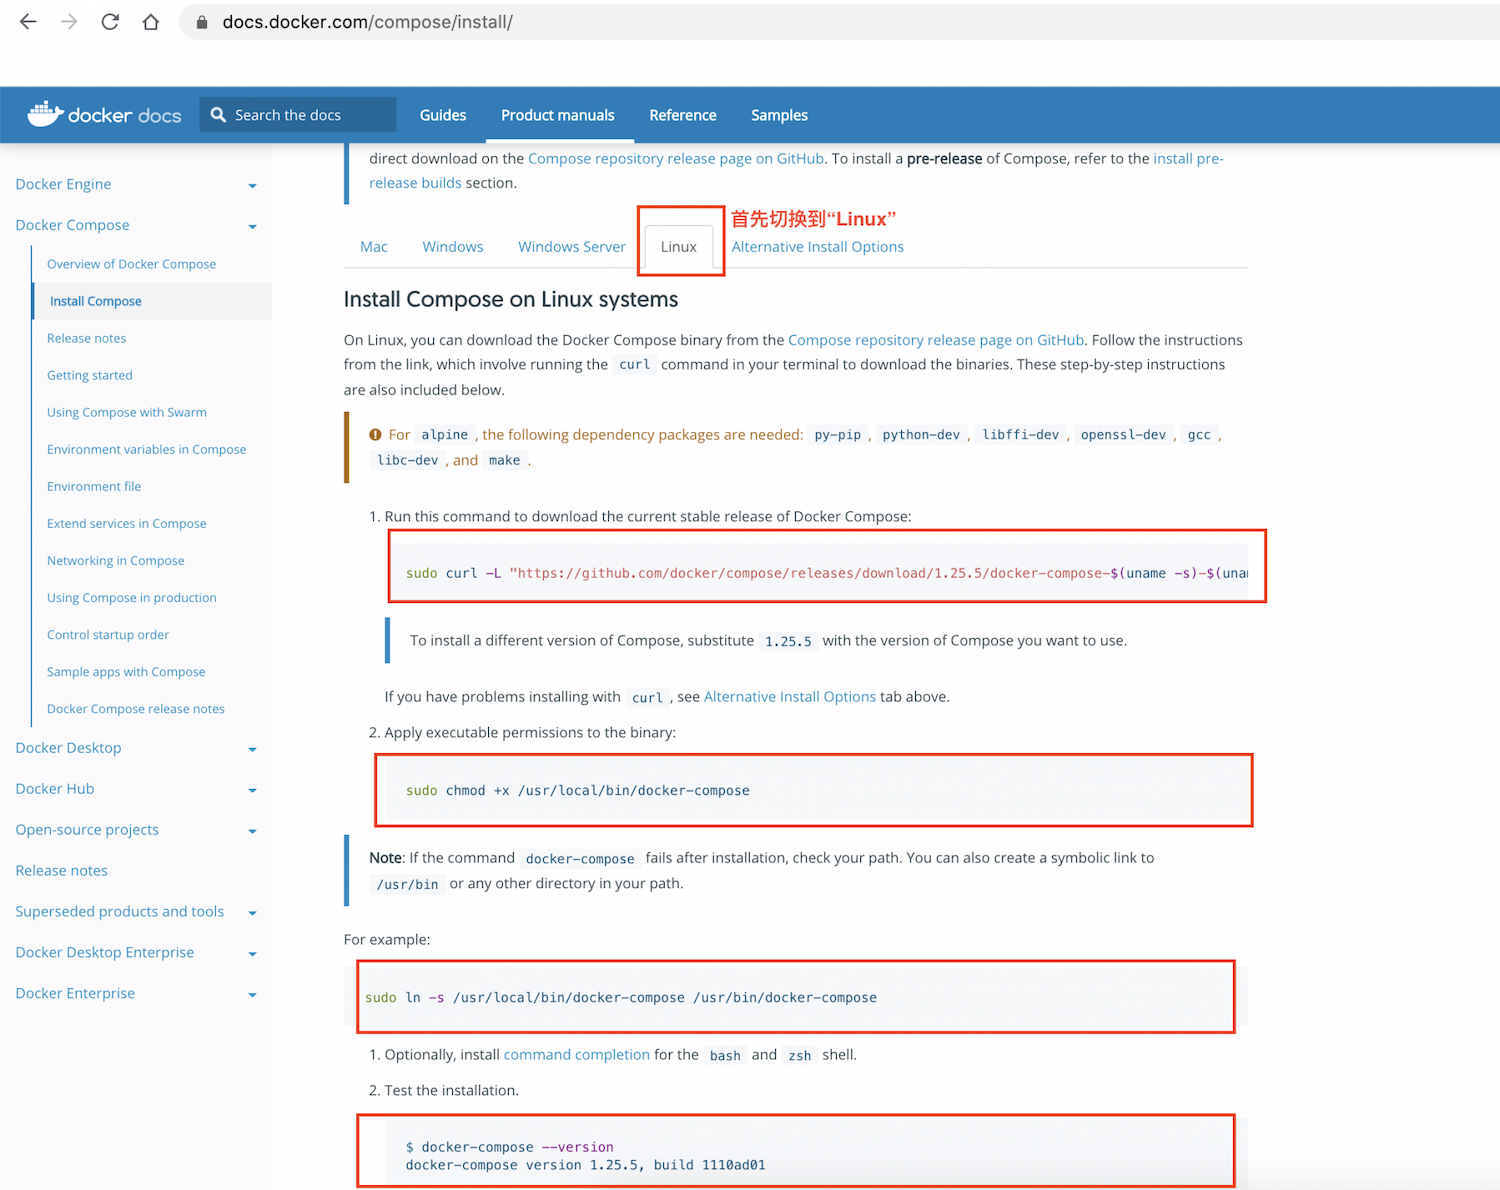 docs.docker.com/compose/install/
docker docs
Search the docs
Guides
Product manuals
Reference
Samples
Docker Engine
Docker Compose
Overview of Docker Compose
Install Compose
Release notes
Getting started
Using Compose with Swarm
Environment variables in Compose
Environment file
Extend services in Compose
Networking in Compose
Using Compose in production
Control startup order
Sample apps with Compose
Docker Compose release notes
Docker Desktop
Docker Hub
Open-source projects
Release notes
Superseded products and tools
Docker Desktop Enterprise
Docker Enterprise
direct download on the Compose repository release page on GitHub. To install a pre-release of Compose, refer to the install pre-
release builds section.
首先切换到“Linux”
Mac
Windows
Windows Server
Linux
Alternative Install Options
Install Compose on Linux systems
On Linux, you can download the Docker Compose binary from the Compose repository release page on GitHub. Follow the instructions
from the link, which involve running the curl command in your terminal to download the binaries. These step-by-step instructions
are also included below.
For alpine , the following dependency packages are needed: py-pip , python-dev , libffi-dev , openssl-dev , gcc ,
libc-dev , and make .
1. Run this command to download the current stable release of Docker Compose:
sudo curl -L "https://github.com/docker/compose/releases/download/1.25.5/docker-compose-$(uname -s)-$(unam
To install a different version of Compose, substitute 1.25.5 with the version of Compose you want to use.
If you have problems installing with curl , see Alternative Install Options tab above.
2. Apply executable permissions to the binary:
sudo chmod +x /usr/local/bin/docker-compose
Note: If the command docker-compose fails after installation, check your path. You can also create a symbolic link to
/usr/bin or any other directory in your path.
For example:
sudo ln -s /usr/local/bin/docker-compose /usr/bin/docker-compose
1. Optionally, install command completion for the bash and zsh shell.
2. Test the installation.
$ docker-compose --version
docker-compose version 1.25.5, build 1110ad01